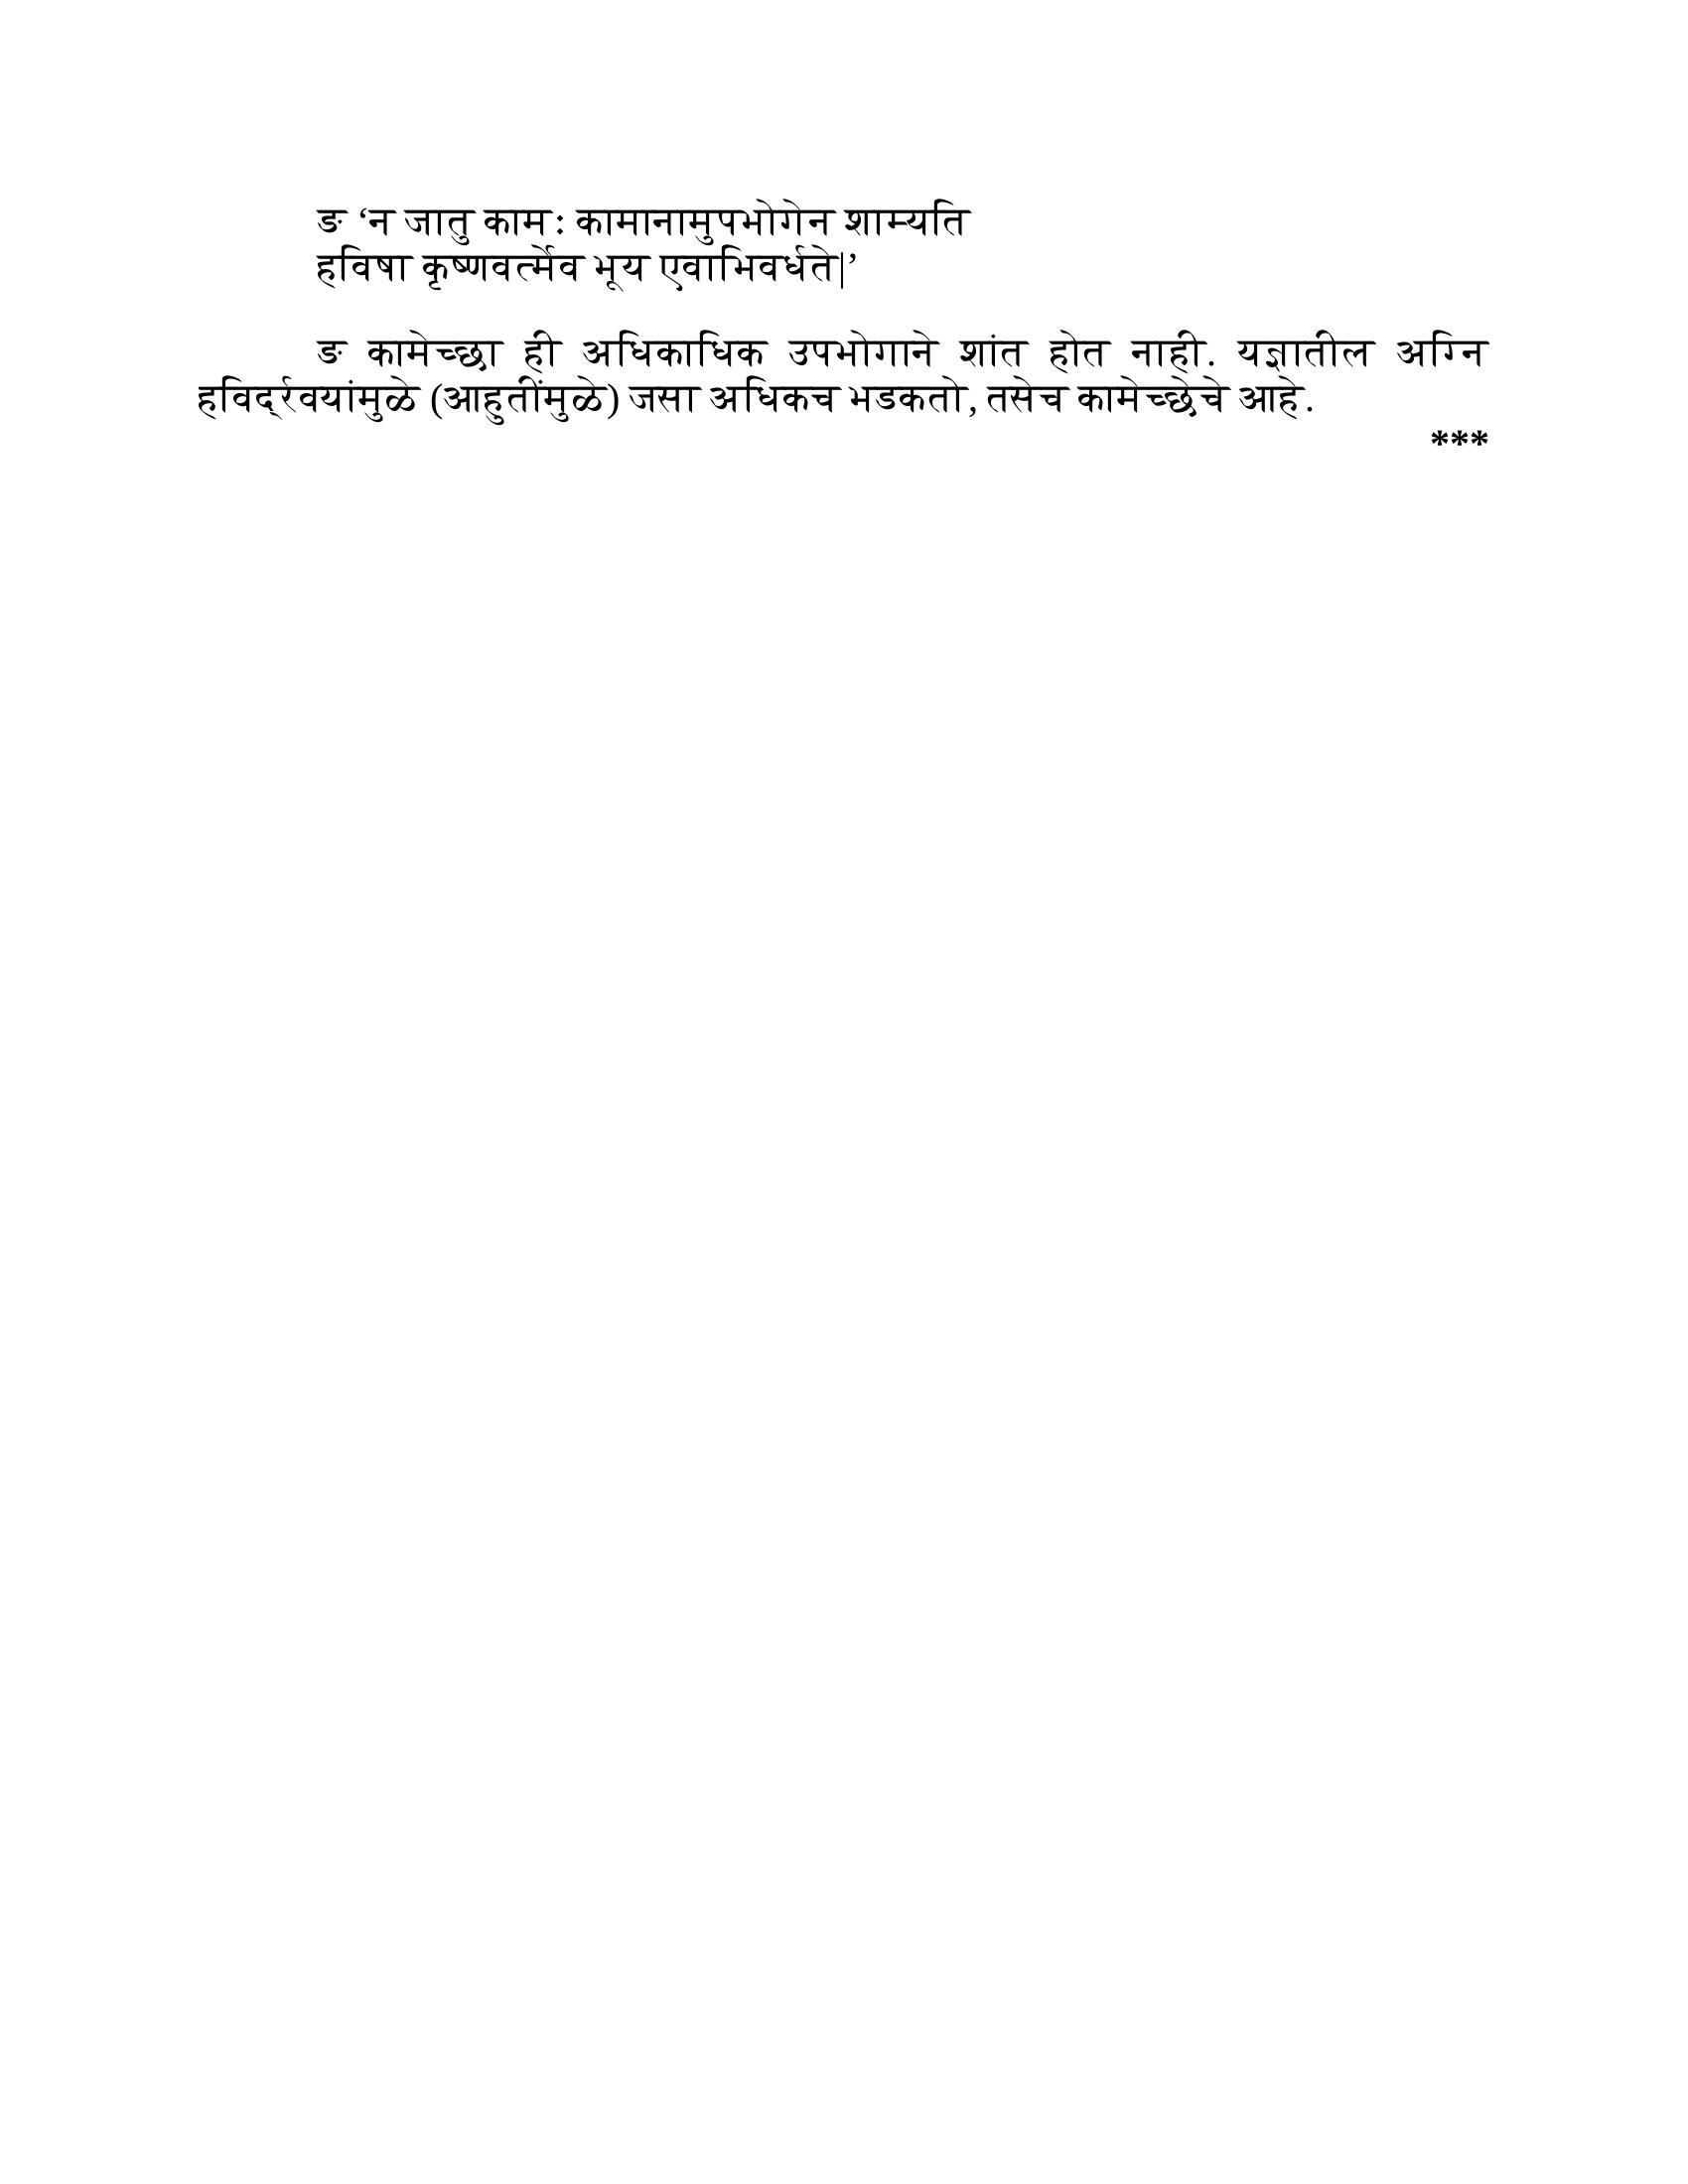 ङ ‘न जातु कामः कामानामुपभोगेन शाम्यति
हविषा कृष्णवर्त्मेव भूय एवाभिवर्धते|’
ङ कामेच्छा ही अधिकाधिक उपभोगाने शांत होत नाही. यज्ञातील अग्नि
हविर्द्रवयांमुळे (आहुतींमुळे) जसा अधिकच भडकतो, तसेच कामेच्छेचे आहे.
***